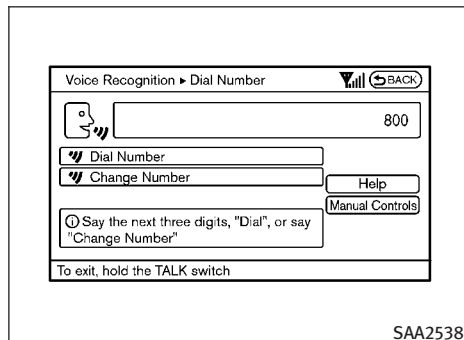 Voice Recognition ▸ Dial Number
BACK
800
Dial Number
Change Number
Help
Manual Controls
Say the next three digits, "Dial", or say
"Change Number"
To exit, hold the TALK switch
SAA2538